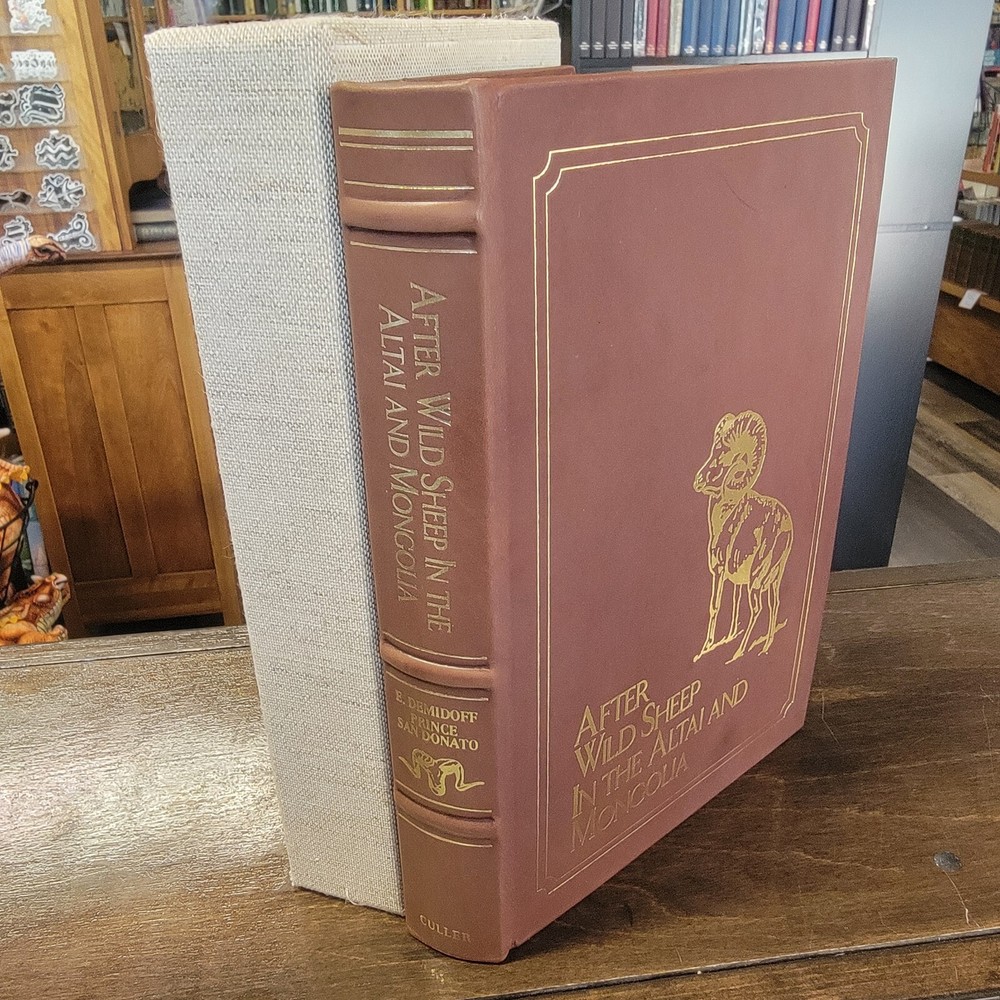 AFTER WILD SHEEP IN THE
ALTAI AND MONGOLIA
E. DEMIDOFF
PRINCE
SAN DONATO
CULLER
AFTER
WILD SHEEP
IN THE ALTAI AND
MONGOLIA